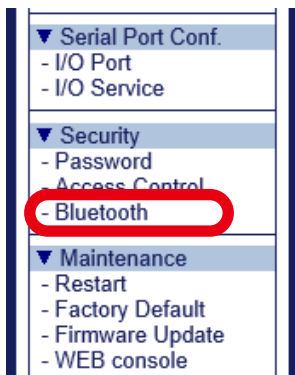 ▼ Serial Port Conf.
- I/O Port
- I/O Service
▼ Security
- Password
- Access Control
- Bluetooth
▼ Maintenance
- Restart
- Factory Default
- Firmware Update
- WEB console